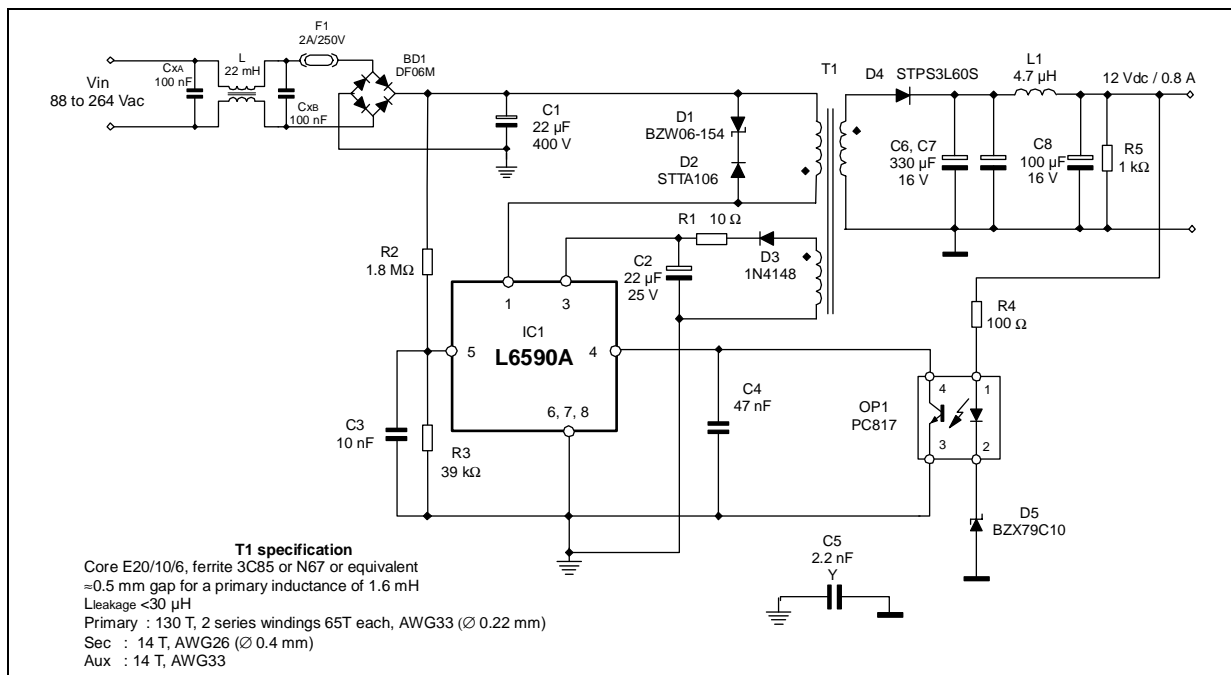 F1
2A/250V
BD1
DF06M
L
22 mH
CxA
100 nF
Vin
88 to 264 Vac
CxB
100 nF
C1
22 µF
400 V
D1
BZW06-154
D2
STTA106
T1
D4
STPS3L60S
L1
4.7 µH
12 Vdc / 0.8 A
C6, C7
330 µF
16 V
C8
100 µF
16 V
R5
1 kΩ
R1
10 Ω
D3
1N4148
C2
22 µF
25 V
R2
1.8 MΩ
1
3
IC1
L6590A
5
4
6, 7, 8
C3
10 nF
R3
39 kΩ
C4
47 nF
R4
100 Ω
OP1
PC817
4
1
3
2
D5
BZX79C10
C5
2.2 nF
Y
T1 specification
Core E20/10/6, ferrite 3C85 or N67 or equivalent
≈0.5 mm gap for a primary inductance of 1.6 mH
Lleakage <30 µH
Primary : 130 T, 2 series windings 65T each, AWG33 (Ø 0.22 mm)
Sec : 14 T, AWG26 (Ø 0.4 mm)
Aux : 14 T, AWG33